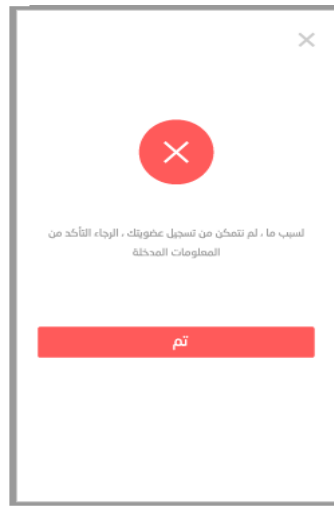 لسبب ما ، لم نتمكن من تسجيل عضويتك ، الرجاء التأكد من
المعلومات المدخلة
تم